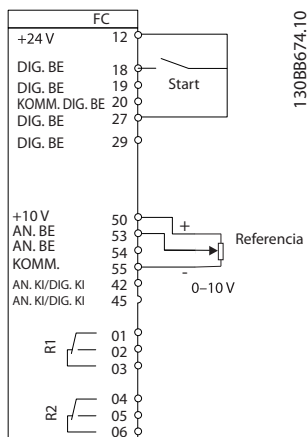 FC
+24 V 12
DIG. BE 18
DIG. BE 19
KOMM. DIG. BE 20
DIG. BE 27
DIG. BE 29
Start
130BB674.10
+10 V 50
AN. BE 53
AN. BE 54
KOMM. 55
AN. KI/DIG. KI 42
AN. KI/DIG. KI 45
+
-
Referencia
0–10 V
R1
01
02
03
R2
04
05
06